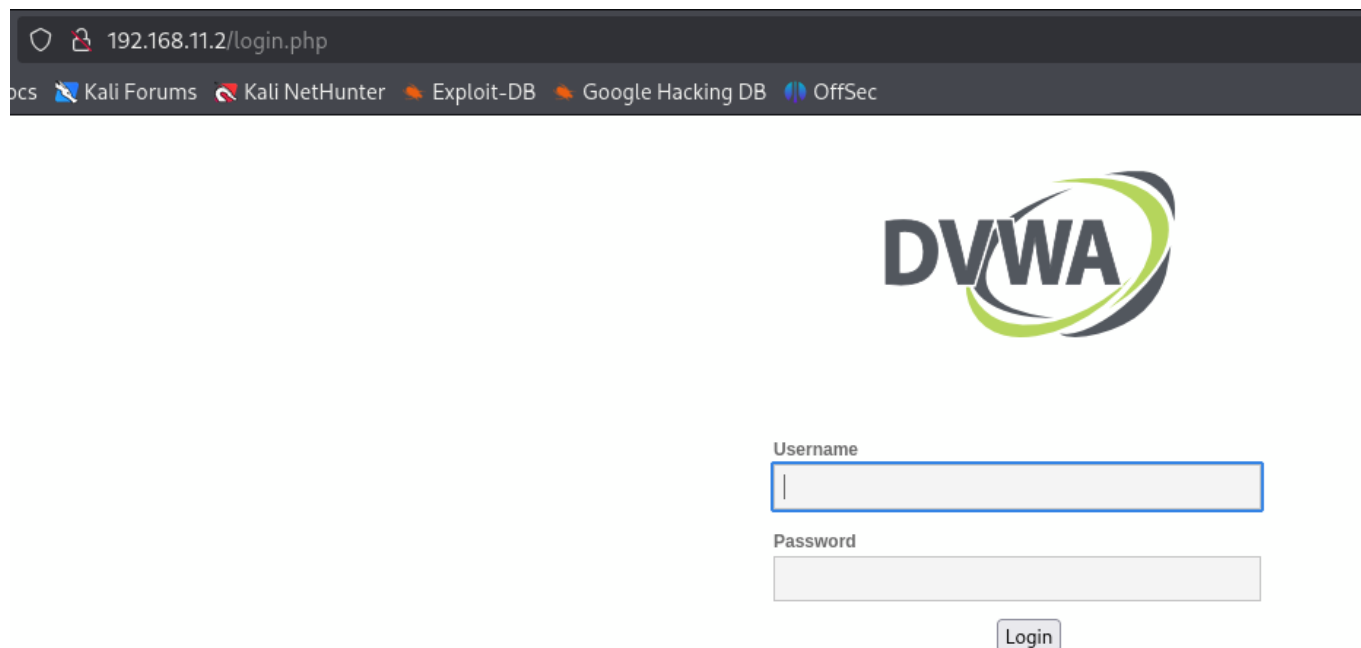 192.168.11.2/login.php
ocs Kali Forums Kali NetHunter Exploit-DB Google Hacking DB OffSec
DVWA
Username
Password
Login